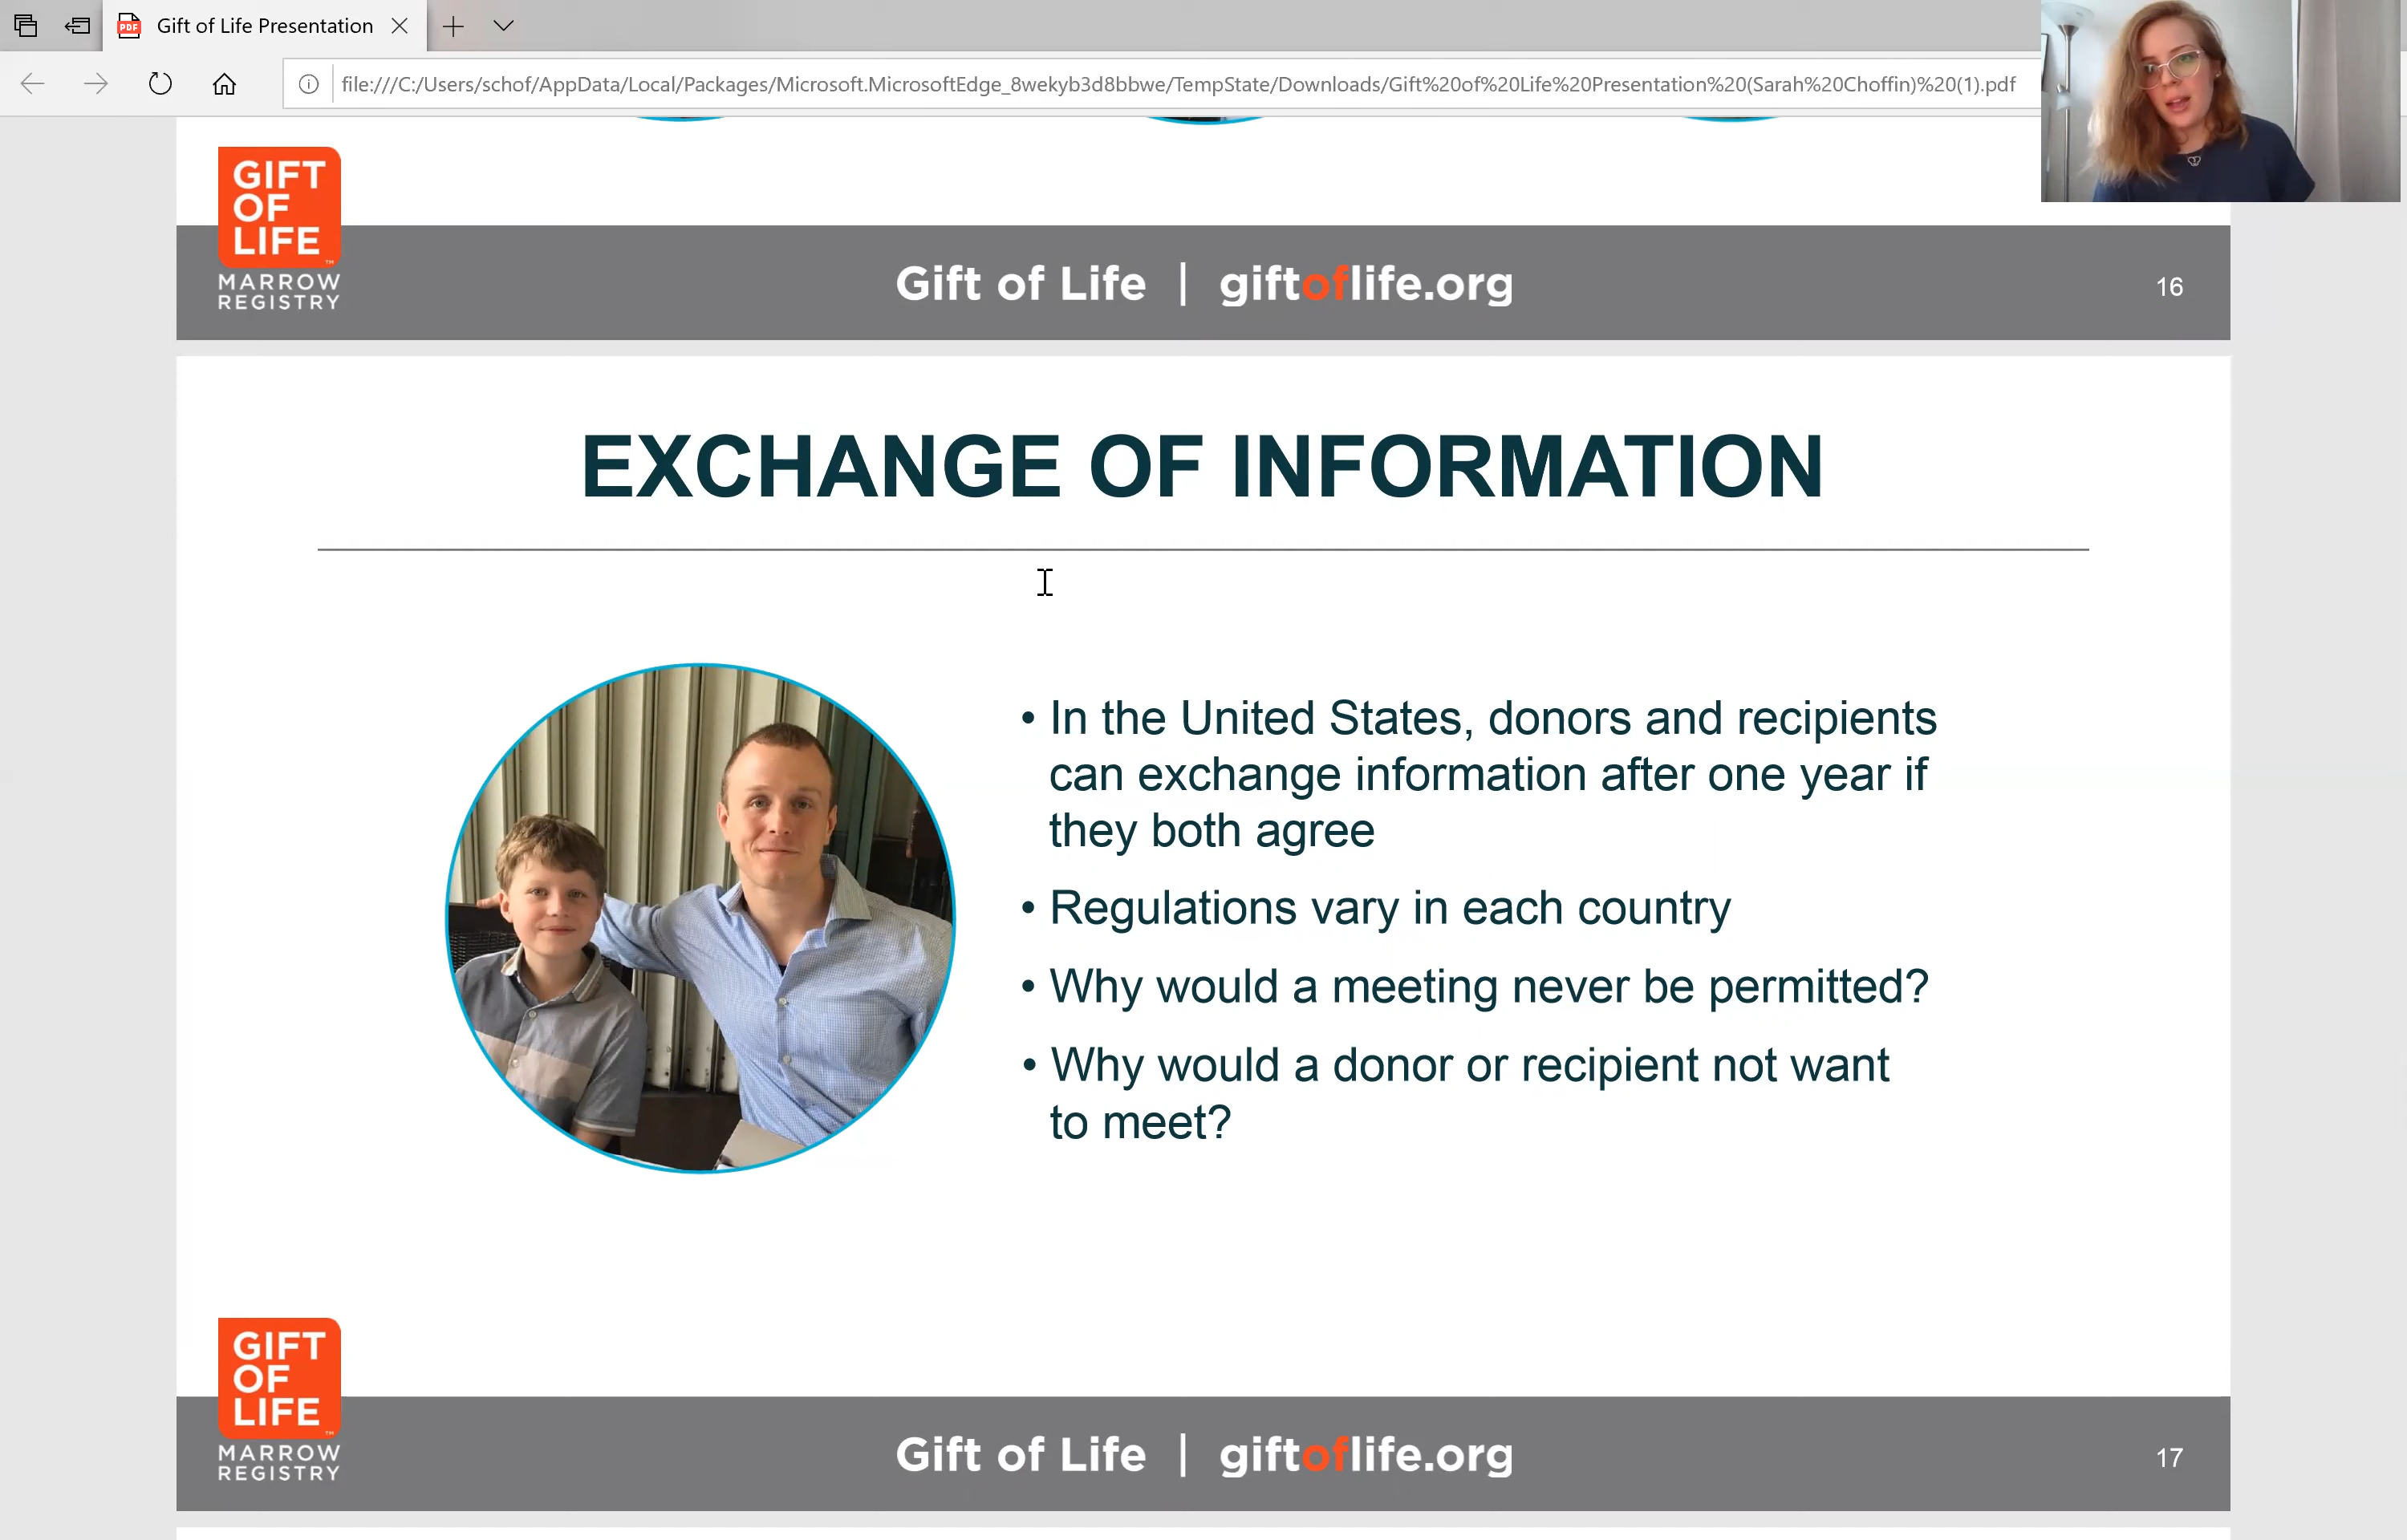 Gift of Life Presentation
file:///C:/Users/schof/AppData/Local/Packages/Microsoft.MicrosoftEdge_8wekyb3d8bbwe/TempState/Downloads/Gift%20of%20Life%20Presentation%20(Sarah%20Choffin)%20(1).pdf
GIFT
OF
LIFE™
MARROW
REGISTRY
Gift of Life | giftoflife.org
16
EXCHANGE OF INFORMATION
• In the United States, donors and recipients
can exchange information after one year if
they both agree
• Regulations vary in each country
• Why would a meeting never be permitted?
• Why would a donor or recipient not want
to meet?
GIFT
OF
LIFE™
MARROW
REGISTRY
Gift of Life | giftoflife.org
17